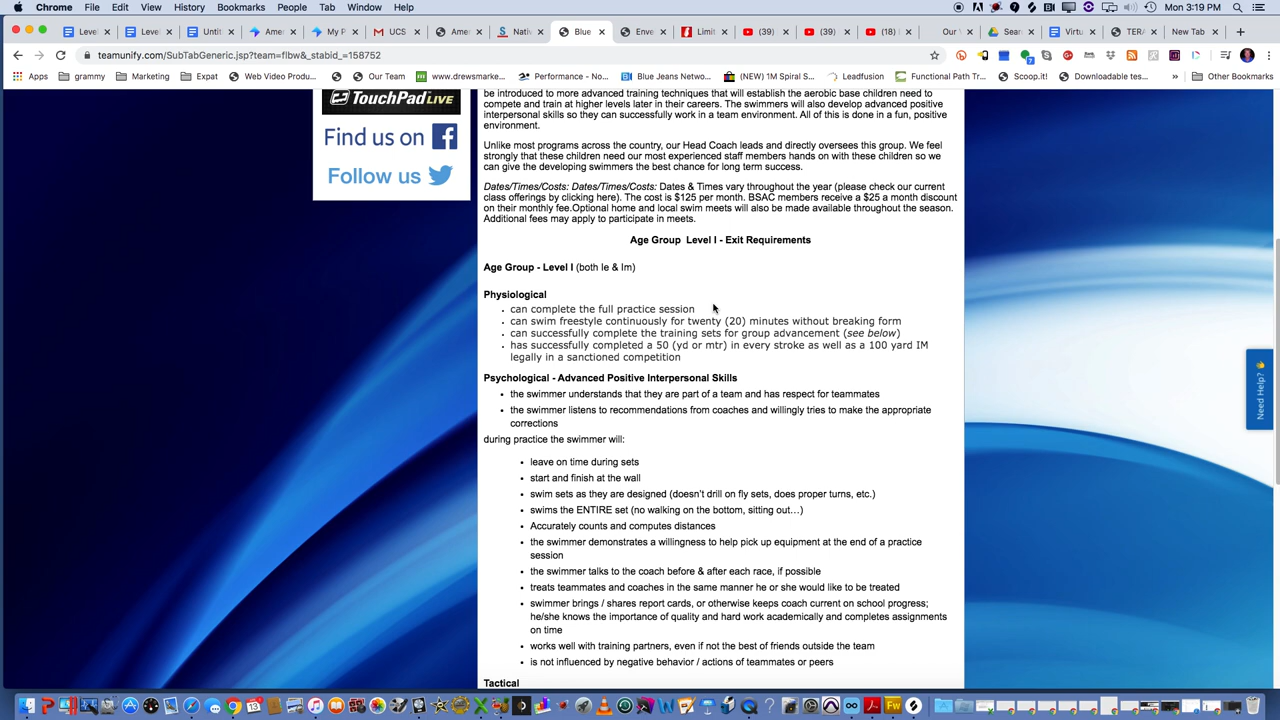 Chrome File Edit View History Bookmarks People Tab Window Help Mon 3:19 PM
Level Level Untit Amer My P UCS Amer Nativ Blue Enve Limit (39) (39) (18) Our V Sear Virtu TERA New Tab
teamunify.com/SubTabGeneric.jsp?team=flbw&_stabid_=158752
Apps grammy Marketing Expat Web Video Produ... Our Team www.drewsmarke... Performance - No... Blue Jeans Netwo... (NEW) 1M Spiral S... Leadfusion Functional Path Tr... Scoop.it! Downloadable tes... » Other Bookmarks
TouchPad LIVE
Find us on
Follow us
be introduced to more advanced training techniques that will establish the aerobic base children need to
compete and train at higher levels later in their careers. The swimmers will also develop advanced positive
interpersonal skills so they can successfully work in a team environment. All of this is done in a fun, positive
environment.
Unlike most programs across the country, our Head Coach leads and directly oversees this group. We feel
strongly that these children need our most experienced staff members hands on with these children so we
can give the developing swimmers the best chance for long term success.
Dates/Times/Costs: Dates/Times/Costs: Dates & Times vary throughout the year (please check our current
class offerings by clicking here). The cost is $125 per month. BSAC members receive a $25 a month discount
on their monthly fee.Optional home and local swim meets will also be made available throughout the season.
Additional fees may apply to participate in meets.
Age Group Level I - Exit Requirements
Age Group - Level I (both Ie & Im)
Physiological
• can complete the full practice session
• can swim freestyle continuously for twenty (20) minutes without breaking form
• can successfully complete the training sets for group advancement (see below)
• has successfully completed a 50 (yd or mtr) in every stroke as well as a 100 yard IM
legally in a sanctioned competition
Psychological - Advanced Positive Interpersonal Skills
• the swimmer understands that they are part of a team and has respect for teammates
• the swimmer listens to recommendations from coaches and willingly tries to make the appropriate
corrections
during practice the swimmer will:
• leave on time during sets
• start and finish at the wall
• swim sets as they are designed (doesn't drill on fly sets, does proper turns, etc.)
• swims the ENTIRE set (no walking on the bottom, sitting out…)
• Accurately counts and computes distances
• the swimmer demonstrates a willingness to help pick up equipment at the end of a practice
session
• the swimmer talks to the coach before & after each race, if possible
• treats teammates and coaches in the same manner he or she would like to be treated
• swimmer brings / shares report cards, or otherwise keeps coach current on school progress;
he/she knows the importance of quality and hard work academically and completes assignments
on time
• works well with training partners, even if not the best of friends outside the team
• is not influenced by negative behavior / actions of teammates or peers
Tactical
Need Help?